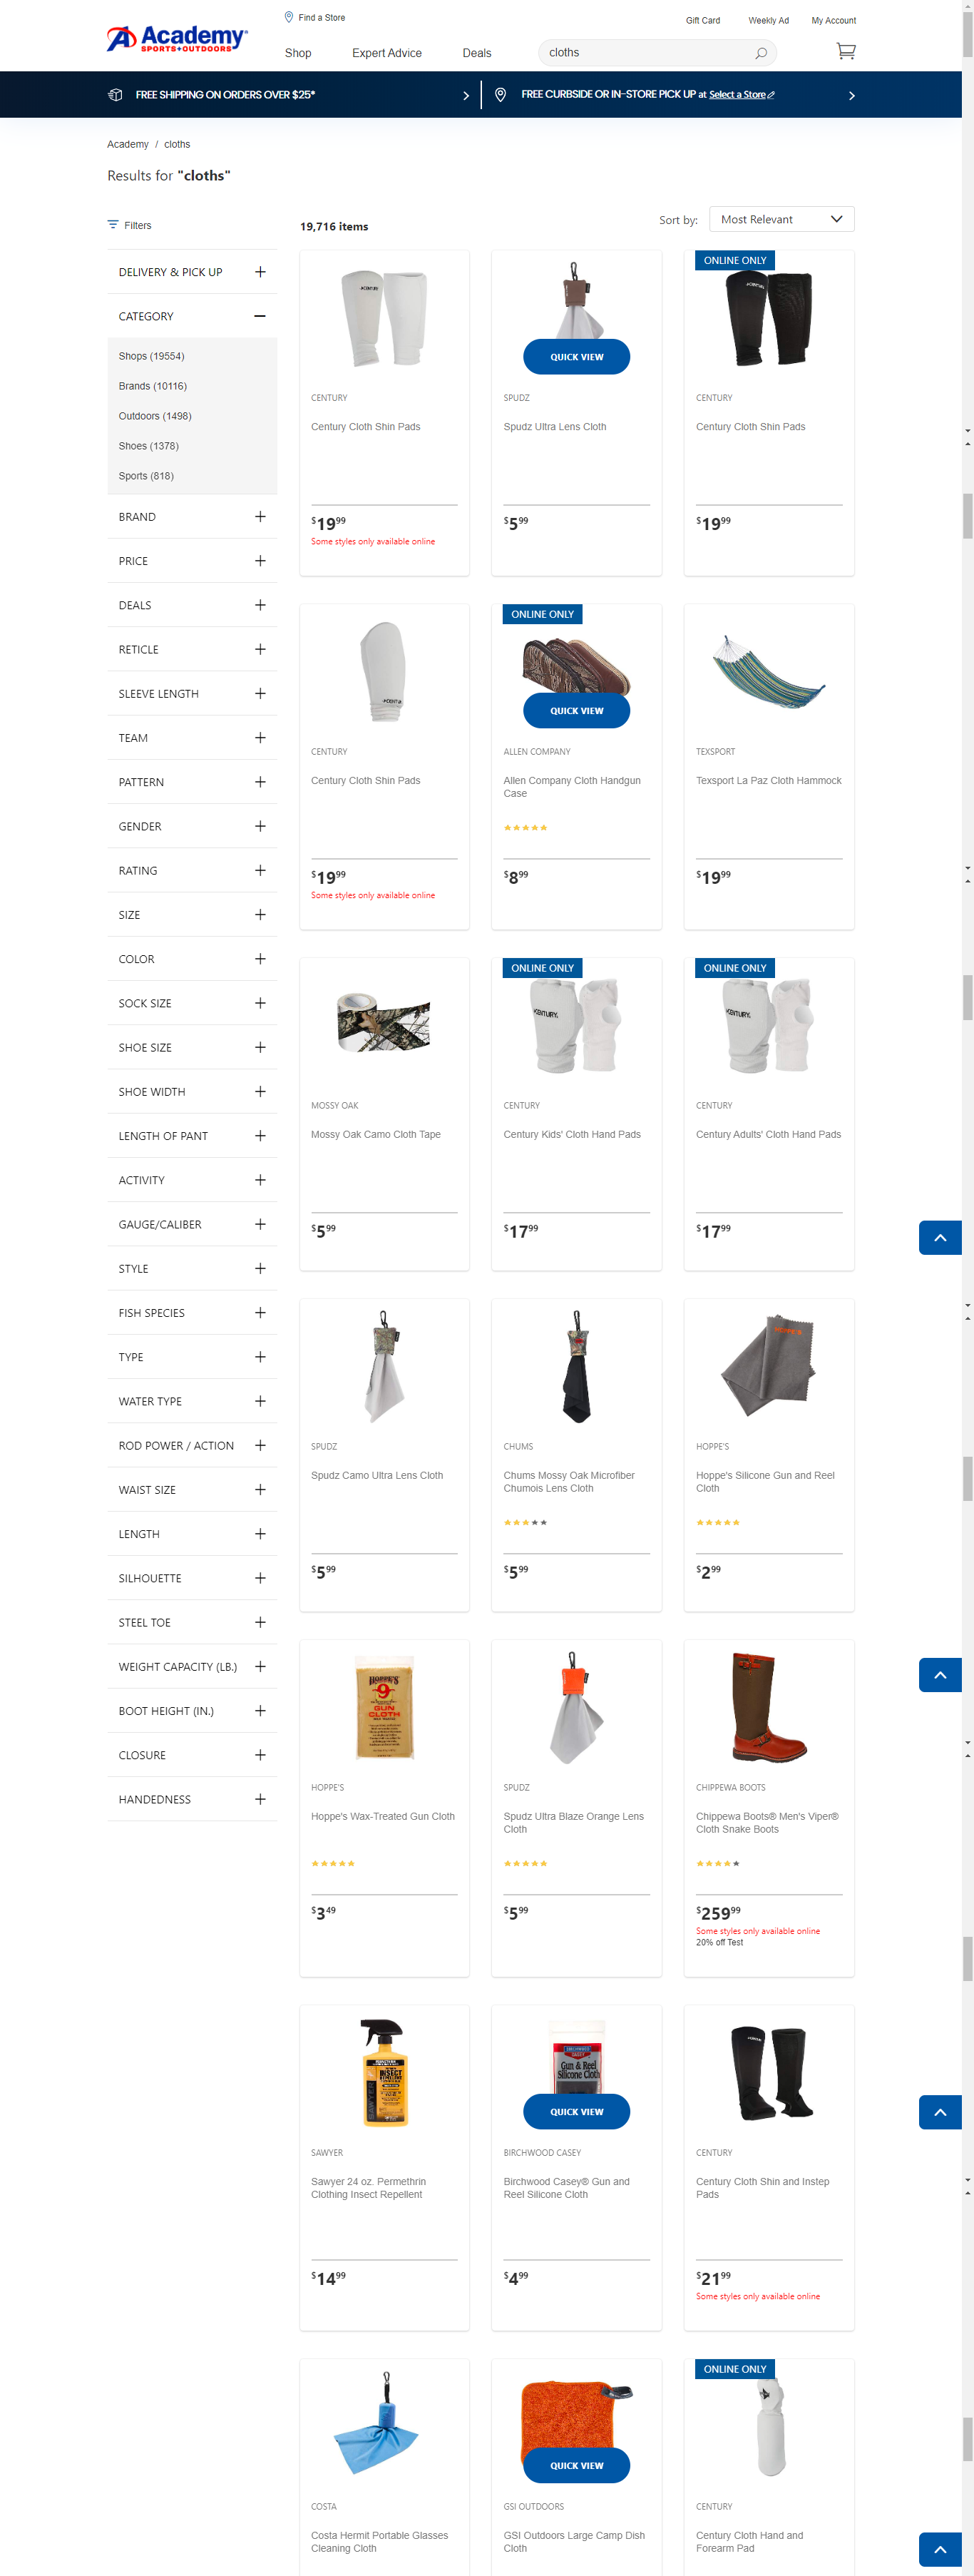 Find a Store
Gift Card
Weekly Ad
My Account
Academy
SPORTS+OUTDOORS
Shop
Expert Advice
Deals
cloths
FREE SHIPPING ON ORDERS OVER $25*
FREE CURBSIDE OR IN-STORE PICK UP at Select a Store
Academy / cloths
Results for "cloths"
Filters
19,716 items
Sort by:
Most Relevant
DELIVERY & PICK UP
CATEGORY
Shops (19554)
Brands (10116)
Outdoors (1498)
Shoes (1378)
Sports (818)
BRAND
PRICE
DEALS
RETICLE
SLEEVE LENGTH
TEAM
PATTERN
GENDER
RATING
SIZE
COLOR
SOCK SIZE
SHOE SIZE
SHOE WIDTH
LENGTH OF PANT
ACTIVITY
GAUGE/CALIBER
STYLE
FISH SPECIES
TYPE
WATER TYPE
ROD POWER / ACTION
WAIST SIZE
LENGTH
SILHOUETTE
STEEL TOE
WEIGHT CAPACITY (LB.)
BOOT HEIGHT (IN.)
CLOSURE
HANDEDNESS
CENTURY
CENTURY
Century Cloth Shin Pads
$19.99
Some styles only available online
QUICK VIEW
SPUDZ
Spudz Ultra Lens Cloth
$5.99
ONLINE ONLY
CENTURY
CENTURY
Century Cloth Shin Pads
$19.99
CENTURY
Century Cloth Shin Pads
$19.99
Some styles only available online
ONLINE ONLY
QUICK VIEW
ALLEN COMPANY
Allen Company Cloth Handgun
Case
$8.99
TEXSPORT
Texsport La Paz Cloth Hammock
$19.99
MOSSY OAK
Mossy Oak Camo Cloth Tape
$5.99
ONLINE ONLY
CENTURY.
CENTURY
Century Kids' Cloth Hand Pads
$17.99
ONLINE ONLY
CENTURY.
CENTURY
Century Adults' Cloth Hand Pads
$17.99
SPUDZ
Spudz Camo Ultra Lens Cloth
$5.99
CHUMS
Chums Mossy Oak Microfiber
Chumois Lens Cloth
$5.99
HOPPE'S
HOPPE'S
Hoppe's Silicone Gun and Reel
Cloth
$2.99
HOPPE'S
9
GUN
CLOTH
HOPPE'S
Hoppe's Wax-Treated Gun Cloth
$3.49
SPUDZ
Spudz Ultra Blaze Orange Lens
Cloth
$5.99
CHIPPEWA BOOTS
Chippewa Boots® Men's Viper®
Cloth Snake Boots
$259.99
Some styles only available online
20% off Test
SAWYER
INSECT
SAWYER
Sawyer 24 oz. Permethrin
Clothing Insect Repellent
$14.99
Gun & Reel
Silicone Cloth
QUICK VIEW
BIRCHWOOD CASEY
Birchwood Casey® Gun and
Reel Silicone Cloth
$4.99
CENTURY
Century Cloth Shin and Instep
Pads
$21.99
Some styles only available online
COSTA
Costa Hermit Portable Glasses
Cleaning Cloth
QUICK VIEW
GSI OUTDOORS
GSI Outdoors Large Camp Dish
Cloth
ONLINE ONLY
CENTURY
Century Cloth Hand and
Forearm Pad